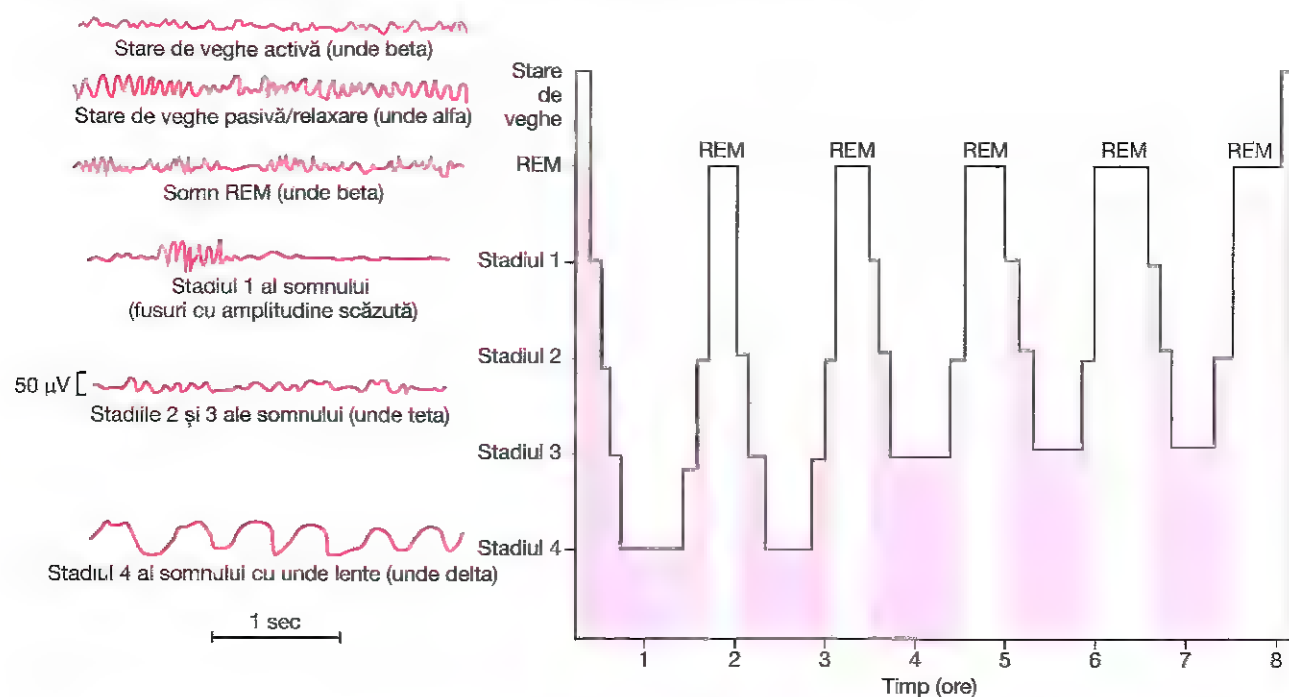 Stare de veghe activă (unde beta)
Stare de veghe pasivă/relaxare (unde alfa)
Somn REM (unde beta)
Stadiul 1 al somnului
(fusuri cu amplitudine scăzută)
50 µV
Stadiile 2 și 3 ale somnului (unde teta)
Stadiul 4 al somnului cu unde lente (unde delta)
1 sec
Stare
de
veghe
REM
Stadiul 1
Stadiul 2
Stadiul 3
Stadiul 4
REM
REM
REM
REM
REM
1 2 3 4 5 6 7 8
Timp (ore)